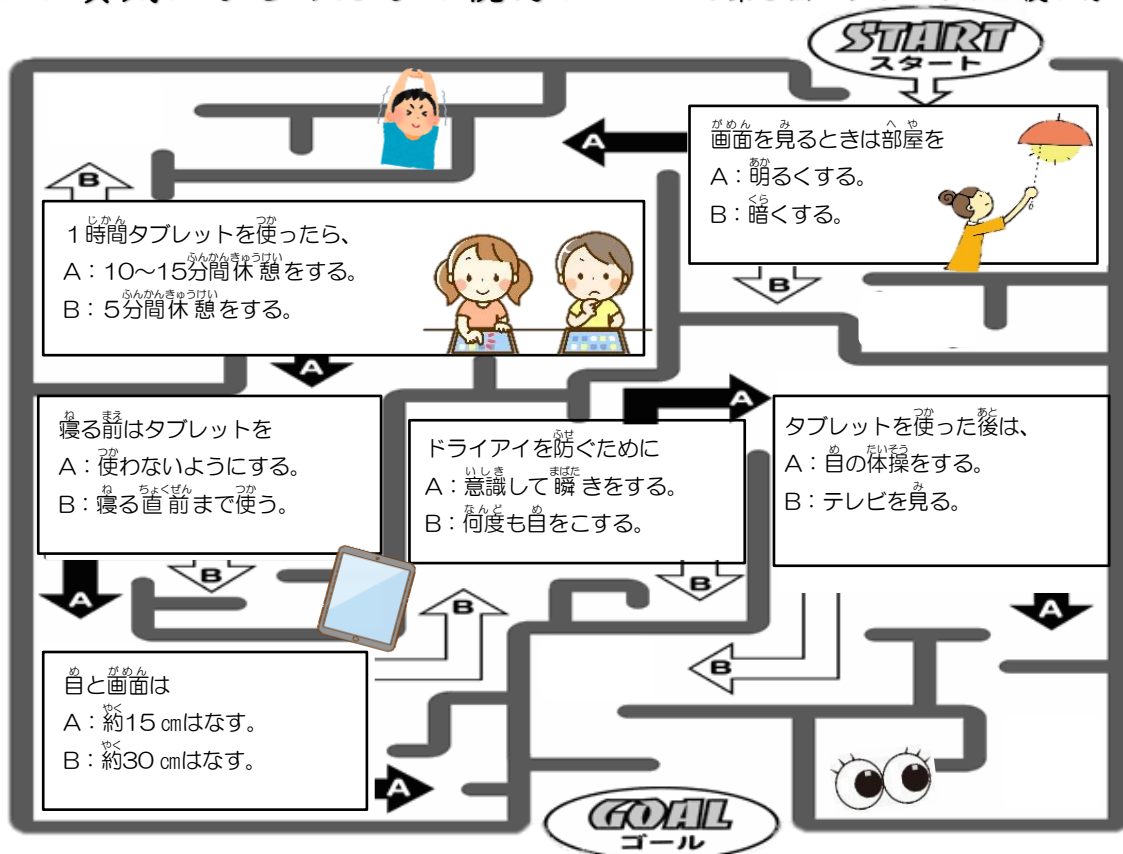 START
スタート
画面を見るときは部屋を
A：明るくする。
B：暗くする。
A
B
1時間タブレットを使ったら、
A：10～15分間休憩をする。
B：5分間休憩をする。
B
A
寝る前はタブレットを
A：使わないようにする。
B：寝る直前まで使う。
A
B
ドライアイを防ぐために
A：意識して瞬きをする。
B：何度も目をこする。
A
B
タブレットを使った後は、
A：目の体操をする。
B：テレビを見る。
A
B
目と画面は
A：約15㎝はなす。
B：約30㎝はなす。
B
A
GOAL
ゴール